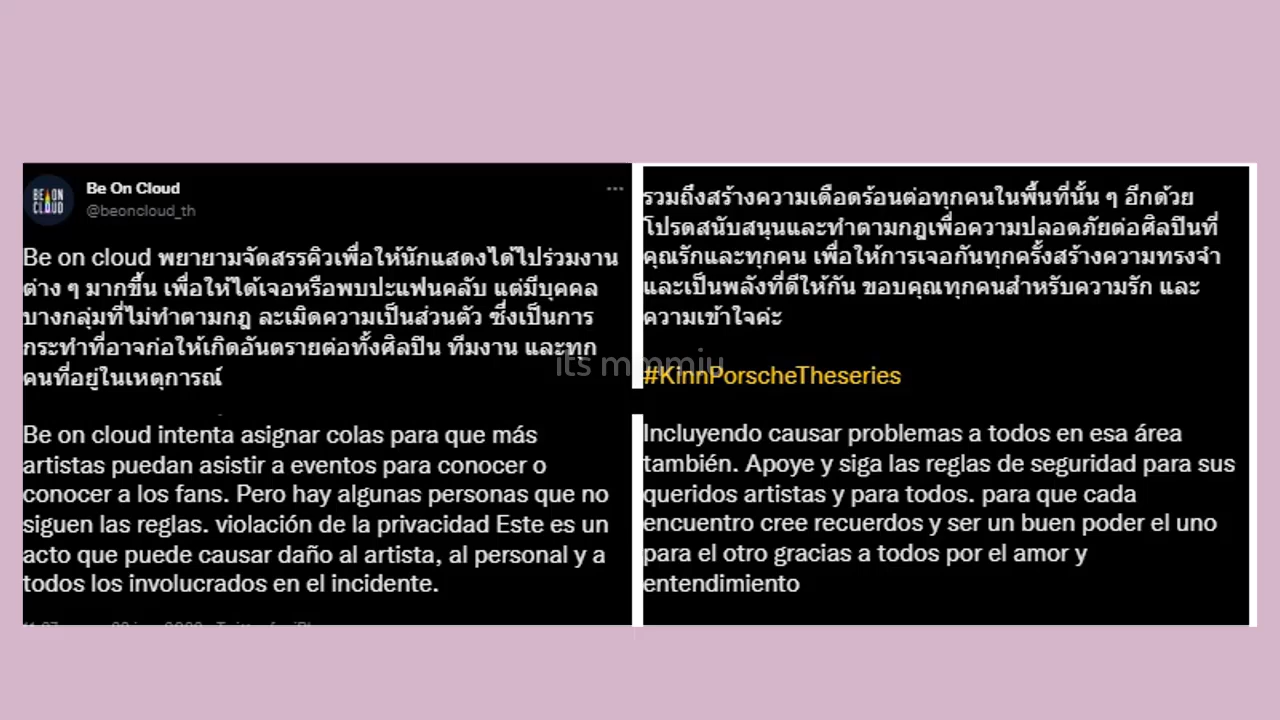 BE ON
CLOUD
Be On Cloud
@beoncloud_th
Be on cloud พยายามจัดสรรคิวเพื่อให้นักแสดงได้ไปร่วมงาน
ต่าง ๆ มากขึ้น เพื่อให้ได้เจอหรือพบปะแฟนคลับ แต่มีบุคคล
บางกลุ่มที่ไม่ทำตามกฎ ละเมิดความเป็นส่วนตัว ซึ่งเป็นการ
กระทำที่อาจก่อให้เกิดอันตรายต่อทั้งศิลปิน ทีมงาน และทุก
คนที่อยู่ในเหตุการณ์
Be on cloud intenta asignar colas para que más
artistas puedan asistir a eventos para conocer o
conocer a los fans. Pero hay algunas personas que no
siguen las reglas. violación de la privacidad Este es un
acto que puede causar daño al artista, al personal y a
todos los involucrados en el incidente.
รวมถึงสร้างความเดือดร้อนต่อทุกคนในพื้นที่นั้น ๆ อีกด้วย
โปรดสนับสนุนและทำตามกฎเพื่อความปลอดภัยต่อศิลปินที่
คุณรักและทุกคน เพื่อให้การเจอกันทุกครั้งสร้างความทรงจำ
และเป็นพลังที่ดีให้กัน ขอบคุณทุกคนสำหรับความรัก และ
ความเข้าใจค่ะ
its mmmiu
#KinnPorscheTheseries
Incluyendo causar problemas a todos en esa área
también. Apoye y siga las reglas de seguridad para sus
queridos artistas y para todos. para que cada
encuentro cree recuerdos y ser un buen poder el uno
para el otro gracias a todos por el amor y
entendimiento